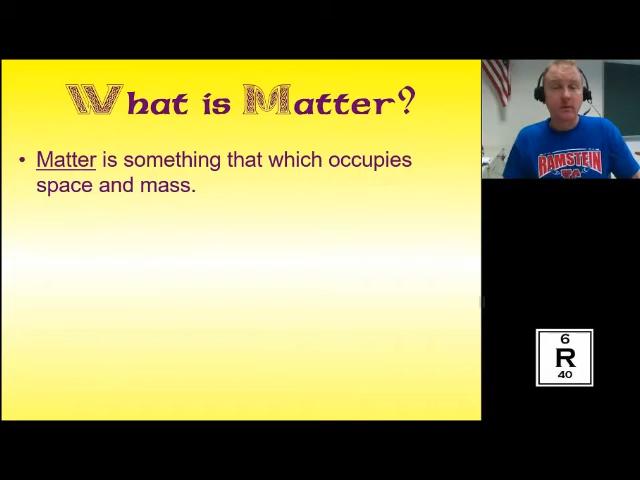 What is Matter?
• Matter is something that which occupies
space and mass.
RAMSTEIN
6
R
40